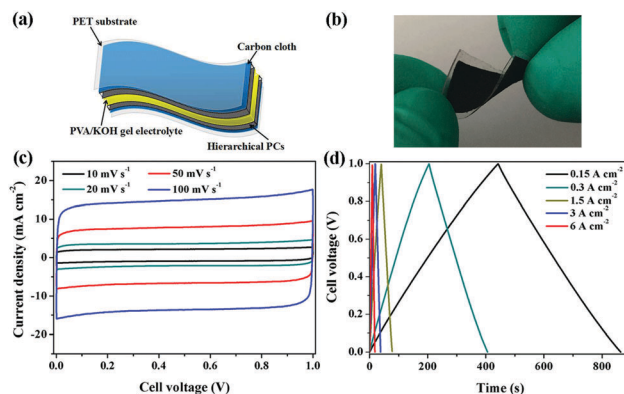 (a)
PET substrate
Carbon cloth
PVA/KOH gel electrolyte
Hierarchical PCs
(b)
(c)
10 mV s⁻¹
50 mV s⁻¹
20 mV s⁻¹
100 mV s⁻¹
Current density (mA cm⁻²)
20
10
0
-10
-20
0.0 0.2 0.4 0.6 0.8 1.0
Cell voltage (V)
(d)
0.15 A cm⁻²
0.3 A cm⁻²
1.5 A cm⁻²
3 A cm⁻²
6 A cm⁻²
Cell voltage (V)
1.0
0.8
0.6
0.4
0.2
0.0
0 200 400 600 800
Time (s)